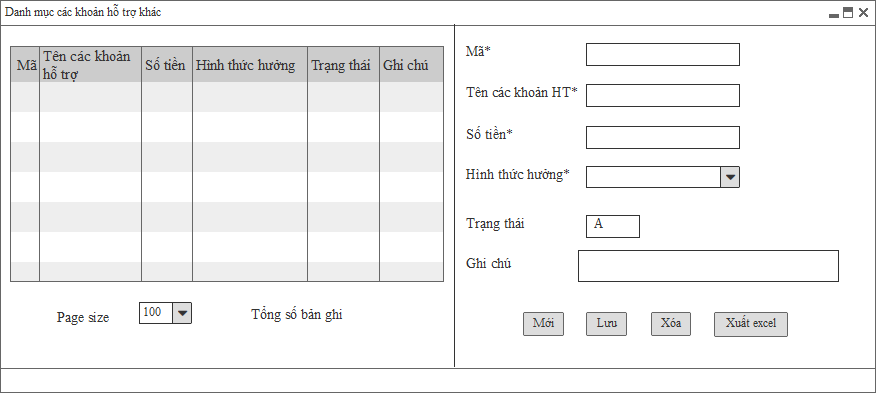 Danh mục các khoản hỗ trợ khác
Mã
Tên các khoản
hỗ trợ
Số tiền
Hình thức hưởng
Trạng thái
Ghi chú
Page size
100
Tổng số bản ghi
Mã*
Tên các khoản HT*
Số tiền*
Hình thức hưởng*
Trạng thái
A
Ghi chú
Mới
Lưu
Xóa
Xuất excel